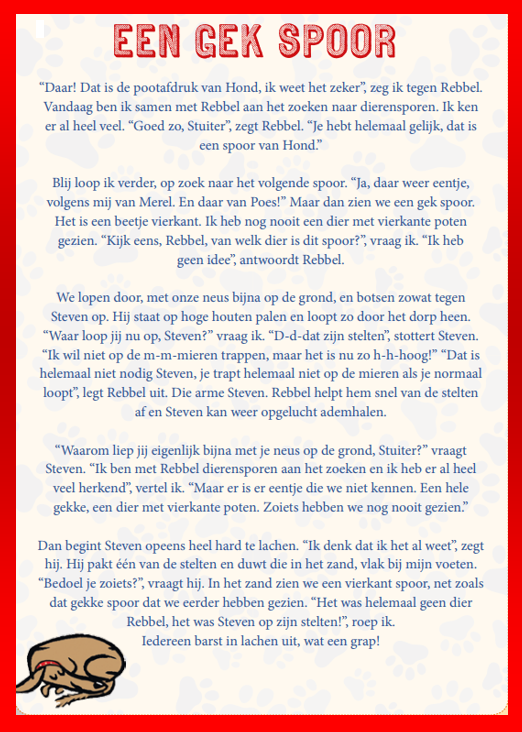 EEN GEK SPOOR
“Daar! Dat is de pootafdruk van Hond, ik weet het zeker”, zeg ik tegen Rebbel.
Vandaag ben ik samen met Rebbel aan het zoeken naar dierensporen. Ik ken
er al heel veel. “Goed zo, Stuiter”, zegt Rebbel. “Je hebt helemaal gelijk, dat is
een spoor van Hond.”
Blij loop ik verder, op zoek naar het volgende spoor. “Ja, daar weer eentje,
volgens mij van Merel. En daar van Poes!” Maar dan zien we een gek spoor.
Het is een beetje vierkant. Ik heb nog nooit een dier met vierkante poten
gezien. “Kijk eens, Rebbel, van welk dier is dit spoor?”, vraag ik. “Ik heb
geen idee”, antwoordt Rebbel.
We lopen door, met onze neus bijna op de grond, en botsen zowat tegen
Steven op. Hij staat op hoge houten palen en loopt zo door het dorp heen.
“Waar loop jij nu op, Steven?” vraag ik. “D-d-dat zijn stelten”, stottert Steven.
“Ik wil niet op de m-m-mieren trappen, maar het is nu zo h-h-hoog!” “Dat is
helemaal niet nodig Steven, je trapt helemaal niet op de mieren als je normaal
loopt”, legt Rebbel uit. Die arme Steven. Rebbel helpt hem snel van de stelten
af en Steven kan weer opgelucht ademhalen.
“Waarom liep jij eigenlijk bijna met je neus op de grond, Stuiter?” vraagt
Steven. “Ik ben met Rebbel dierensporen aan het zoeken en ik heb er al heel
veel herkend”, vertel ik. “Maar er is er eentje die we niet kennen. Een hele
gekke, een dier met vierkante poten. Zoiets hebben we nog nooit gezien.”
Dan begint Steven opeens heel hard te lachen. “Ik denk dat ik het al weet”, zegt
hij. Hij pakt één van de stelten en duwt die in het zand, vlak bij mijn voeten.
“Bedoel je zoiets?”, vraagt hij. In het zand zien we een vierkant spoor, net zoals
dat gekke spoor dat we eerder hebben gezien. “Het was helemaal geen dier
Rebbel, het was Steven op zijn stelten!”, roep ik.
Iedereen barst in lachen uit, wat een grap!